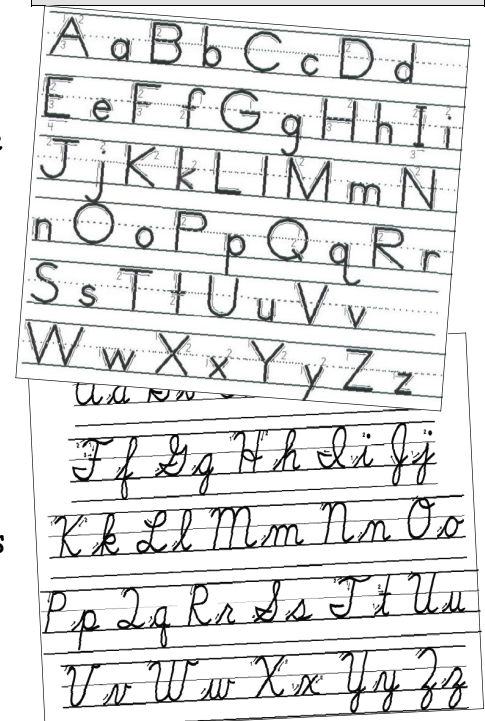 A a B b C c D d
E e F f G g H h I i
J j K k L l M m N
n O o P p Q q R r
S s T t U u V v
W w X x Y y Z z
F f G g H h I i J j
K k L l M m N n O o
P p Q q R r S s T t U u
V v W w X x Y y Z z